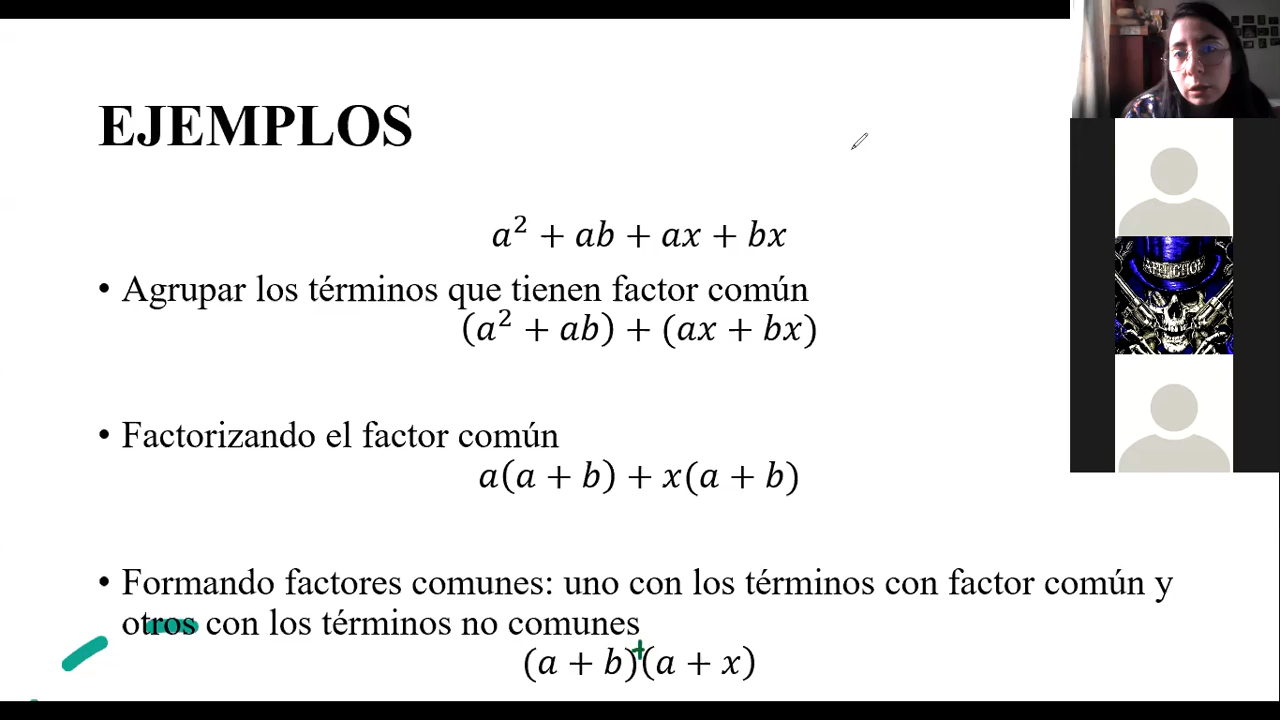 EJEMPLOS
a² + ab + ax + bx
• Agrupar los términos que tienen factor común
(a² + ab) + (ax + bx)
• Factorizando el factor común
a(a + b) + x(a + b)
• Formando factores comunes: uno con los términos con factor común y
otros con los términos no comunes
(a + b)+(a + x)
AFFLICTION